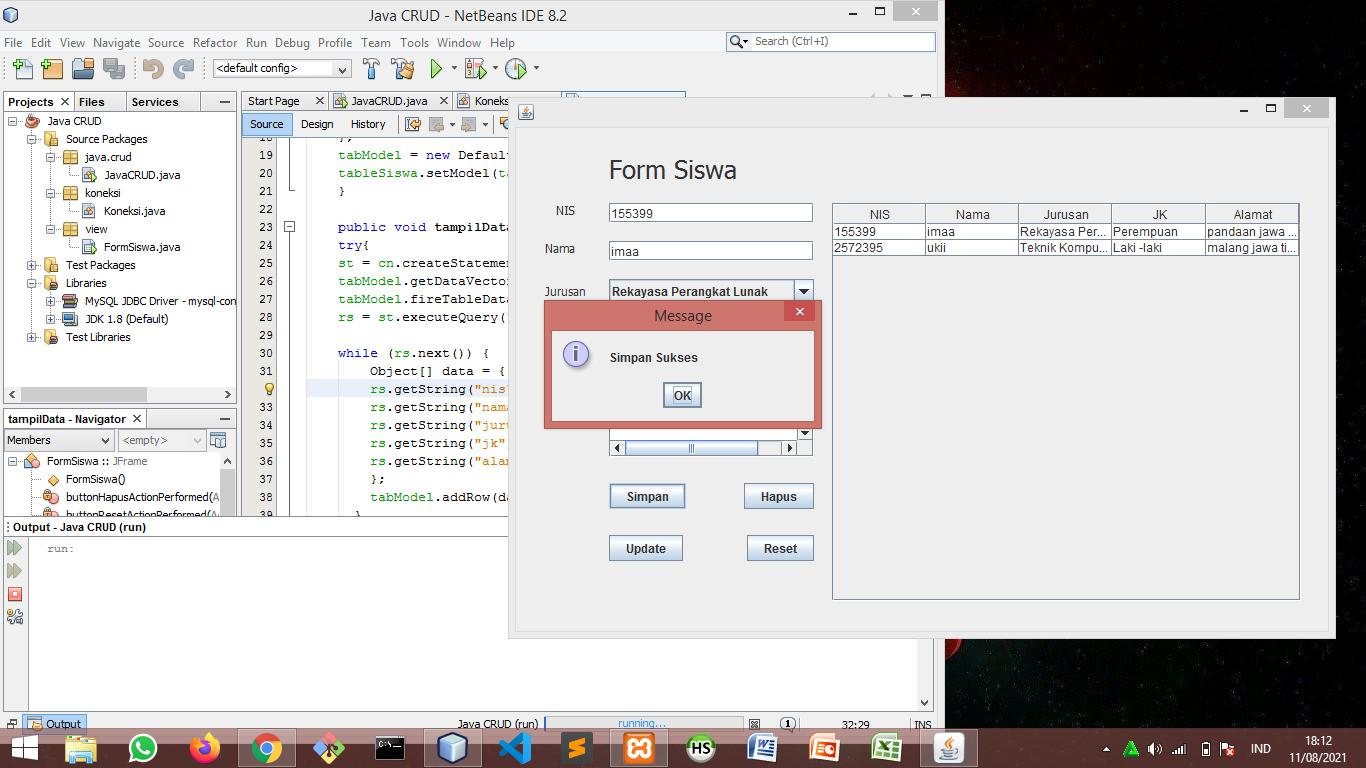 Java CRUD - NetBeans IDE 8.2
File Edit View Navigate Source Refactor Run Debug Profile Team Tools Window Help
Search (Ctrl+I)
<default config>
Projects Files Services
Java CRUD
Source Packages
java.crud
JavaCRUD.java
koneksi
Koneksi.java
view
FormSiswa.java
Test Packages
Libraries
MySQL JDBC Driver - mysql-con
JDK 1.8 (Default)
Test Libraries
tampilData - Navigator
Members <empty>
FormSiswa :: JFrame
FormSiswa()
buttonHapusActionPerformed(A
buttonResetActionPerformed(A
Start Page JavaCRUD.java Koneks
Source Design History
18 };
19 tabModel = new Default
20 tableSiswa.setModel(ta
21 }
22
23 public void tampilData
24 try{
25 st = cn.createStatemen
26 tabModel.getDataVector
27 tabModel.fireTableData
28 rs = st.executeQuery("
29
30 while (rs.next()) {
31 Object[] data = {
rs.getString("nis"
33 rs.getString("nama
34 rs.getString("juru
35 rs.getString("jk")
36 rs.getString("alam
37 };
38 tabModel.addRow(da
39 }
Output - Java CRUD (run)
run:
Form Siswa
NIS 155399
Nama imaa
Jurusan Rekayasa Perangkat Lunak
Message
Simpan Sukses
OK
Simpan Hapus
Update Reset
NIS Nama Jurusan JK Alamat
155399 imaa Rekayasa Per... Perempuan pandaan jawa ...
2572395 ukii Teknik Kompu... Laki -laki malang jawa ti...
Output
Java CRUD (run) running... 1 32:29 INS
HS
IND
18:12
11/08/2021